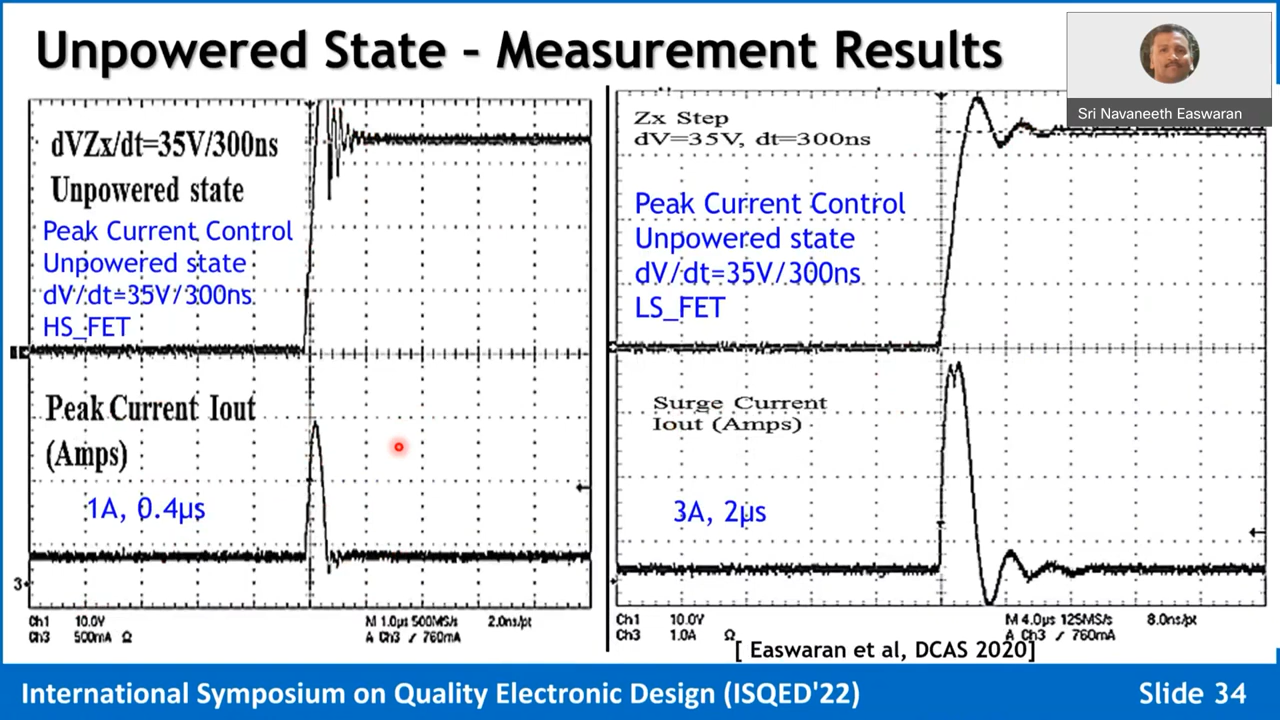 Unpowered State - Measurement Results
Sri Navaneeth Easwaran
dVZx/dt=35V/300ns
Unpowered state
Peak Current Control
Unpowered state
dV/dt=35V/300ns
HS_FET
Peak Current Iout
(Amps)
1A, 0.4µs
3
Ch1 10.0V M 1.0µs 500MS/s 2.0ns/pt
Ch3 500mA Ω A Ch3 / 760mA
Zx Step
dV=35V, dt=300ns
Peak Current Control
Unpowered state
dV/dt=35V/300ns
LS_FET
Surge Current
Iout (Amps)
3A, 2µs
Ch1 10.0V M 4.0µs 125MS/s 8.0ns/pt
Ch3 1.0A Ω A Ch3 / 760mA
[ Easwaran et al, DCAS 2020]
International Symposium on Quality Electronic Design (ISQED'22)
Slide 34